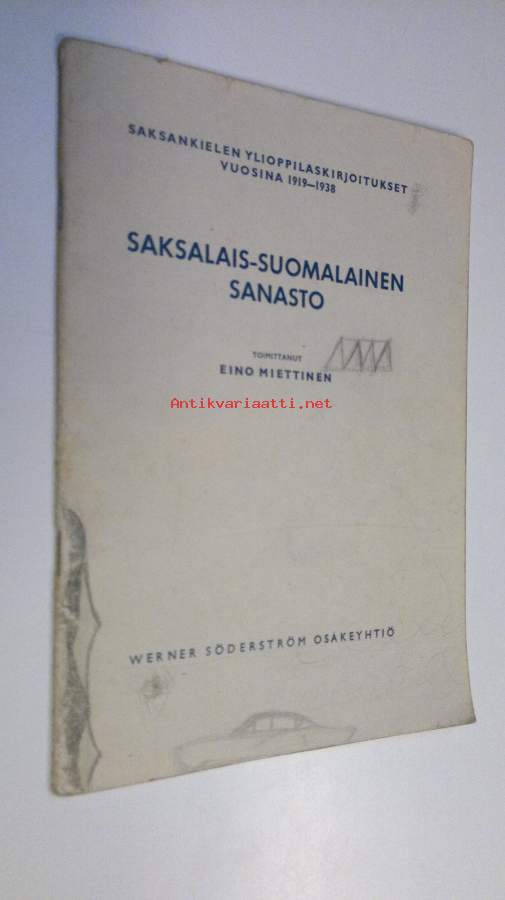 SAKSANKIELEN YLIOPPILASKIRJOITUKSET
VUOSINA 1919—1938
SAKSALAIS-SUOMALAINEN
SANASTO
TOIMITTANUT
EINO MIETTINEN
Antikvariaatti.net
WERNER SÖDERSTRÖM OSAKEYHTIÖ